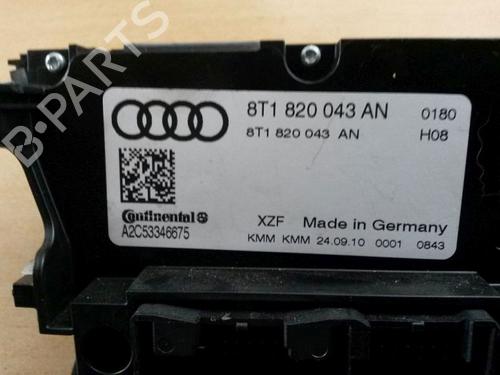 B-PARTS
8T1 820 043 AN 0180
8T1 820 043 AN H08
Continental
A2C53346675
XZF Made in Germany
KMM KMM 24.09.10 0001 0843